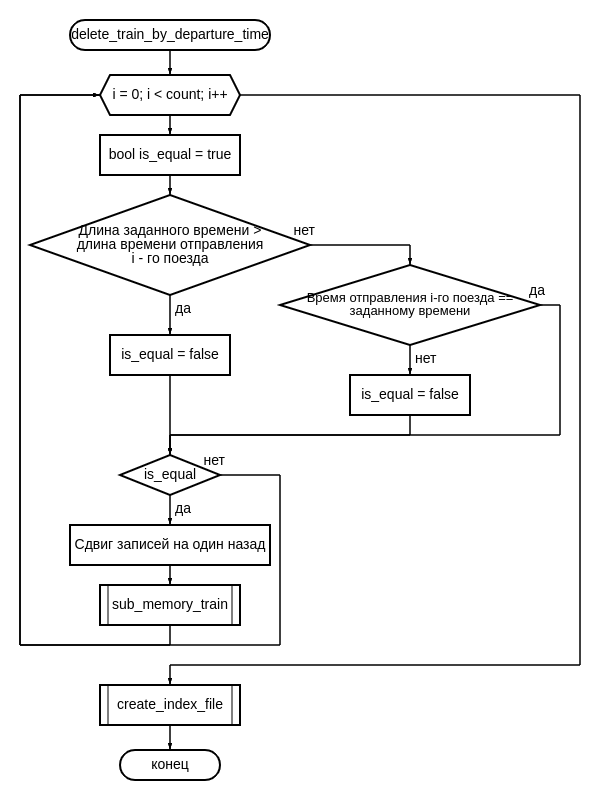 delete_train_by_departure_time
i = 0; i < count; i++
bool is_equal = true
Длина заданного времени >
длина времени отправления
i - го поезда
нет
да
Время отправления i-го поезда ==
заданному времени
да
нет
is_equal = false
is_equal = false
is_equal
нет
да
Сдвиг записей на один назад
sub_memory_train
create_index_file
конец